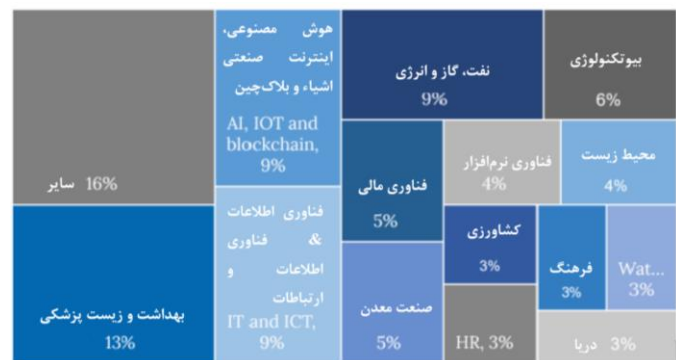 سایر 16%
بهداشت و زیست پزشکی
13%
هوش مصنوعی،
اینترنت صنعتی
اشیاء و بلاک‌چین
AI, IOT and
blockchain,
9%
فناوری اطلاعات
& فناوری
اطلاعات و
ارتباطات
IT and ICT,
9%
نفت، گاز و انرژی
9%
بیوتکنولوژی
6%
فناوری مالی
5%
فناوری نرم‌افزار
4%
محیط زیست
4%
صنعت معدن
5%
کشاورزی
3%
فرهنگ
3%
Wat...
3%
HR, 3%
دریا 3%